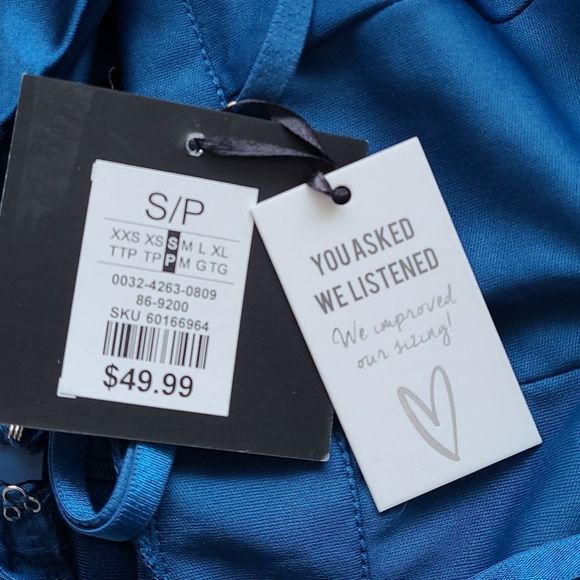 S/P
XXS XS S M L XL
TTP TP P M G TG
0032-4263-0809
86-9200
SKU 60166964
$49.99
YOU ASKED
WE LISTENED
We improved
our sizing!